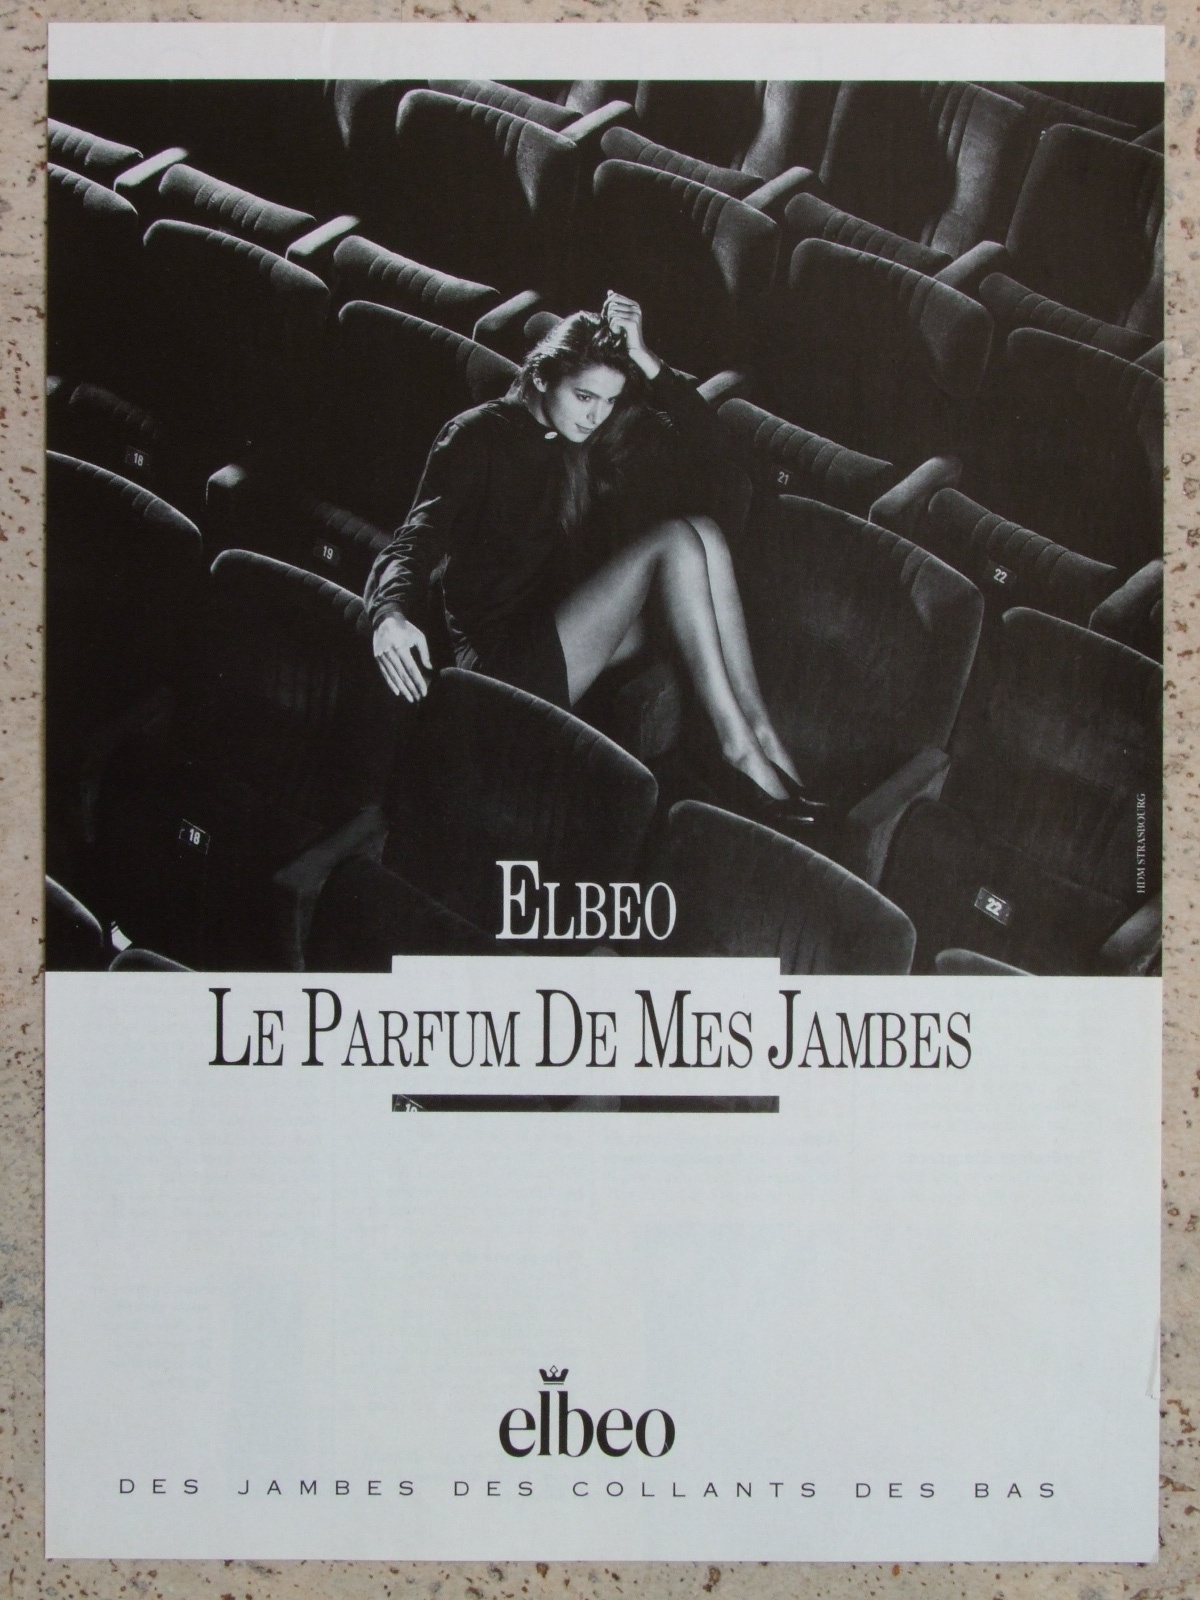 18
21
19
22
18
22
HDM STRASBOURG
ELBEO
LE PARFUM DE MES JAMBES
elbeo
DES JAMBES DES COLLANTS DES BAS